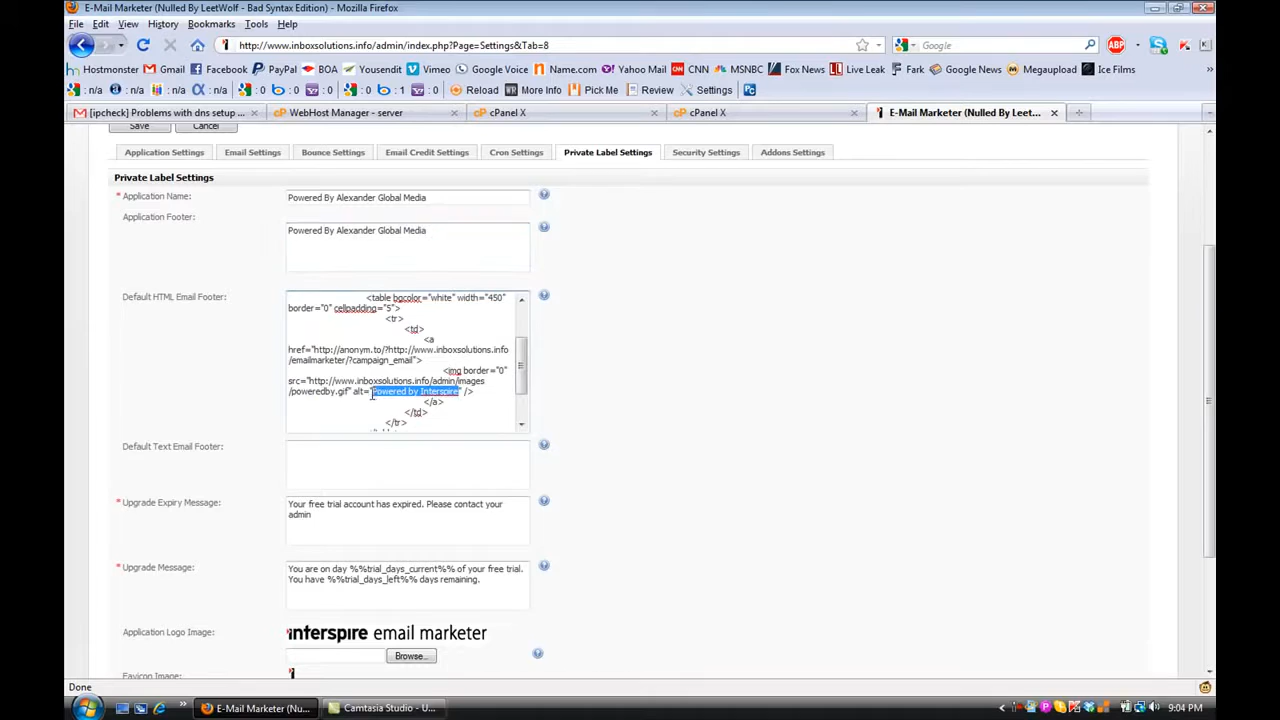 E-Mail Marketer (Nulled By LeetWolf - Bad Syntax Edition) - Mozilla Firefox
File Edit View History Bookmarks Tools Help
http://www.inboxsolutions.info/admin/index.php?Page=Settings&Tab=8
Google
ABP
Hostmonster Gmail Facebook PayPal BOA Yousedit Vimeo Google Voice Name.com Yahoo Mail CNN MSNBC Fox News Live Leak Fark Google News Megaupload Ice Films
: n/a : n/a : n/a : n/a : 0 : 0 : 0 : 0 : 1 : 0 Reload More Info Pick Me Review Settings
[ipcheck] Problems with dns setup ... WebHost Manager - server cPanel X cPanel X E-Mail Marketer (Nulled By Leet...
Save Cancel
Application Settings Email Settings Bounce Settings Email Credit Settings Cron Settings Private Label Settings Security Settings Addons Settings
Private Label Settings
* Application Name: Powered By Alexander Global Media
Application Footer:
Powered By Alexander Global Media
Default HTML Email Footer:
<table bgcolor="white" width="450"
border="0" cellpadding="5">
<tr>
<td>
<a
href="http://anonym.to/?http://www.inboxsolutions.info
/emailmarketer/?campaign_email">
<img border="0"
src="http://www.inboxsolutions.info/admin/images
/poweredby.gif" alt="Powered by Interspire" />
</a>
</td>
</tr>
Default Text Email Footer:
* Upgrade Expiry Message: Your free trial account has expired. Please contact your
admin
* Upgrade Message: You are on day %%trial_days_current%% of your free trial.
You have %%trial_days_left%% days remaining.
Application Logo Image: interspire email marketer
Browse...
Favicon Image:
Done
E-Mail Marketer (Nu... Camtasia Studio - U... 9:04 PM